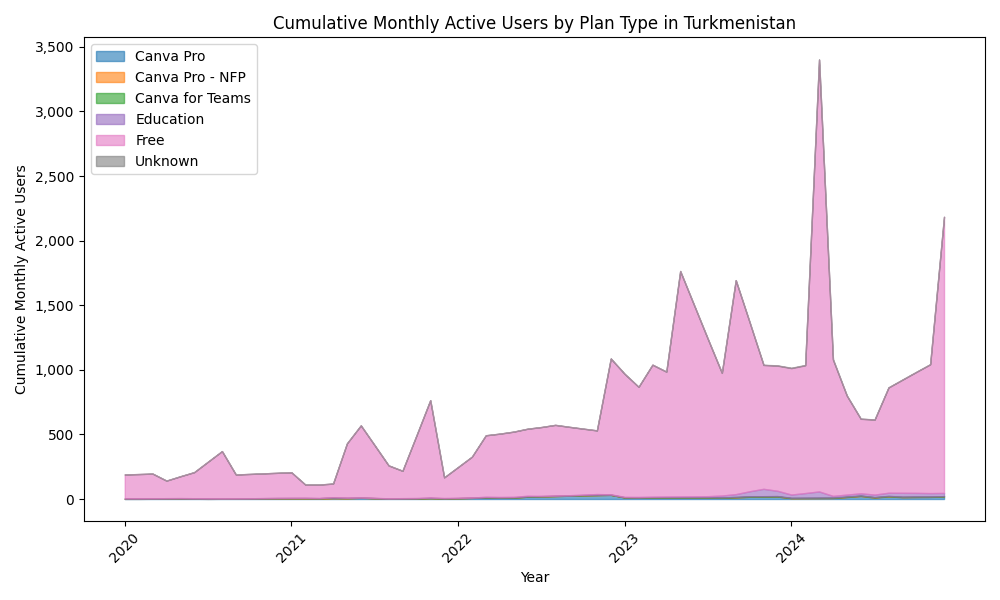 Cumulative Monthly Active Users by Plan Type in Turkmenistan
Cumulative Monthly Active Users
3,500
3,000
2,500
2,000
1,500
1,000
500
0
Canva Pro
Canva Pro - NFP
Canva for Teams
Education
Free
Unknown
2020
2021
2022
2023
2024
Year